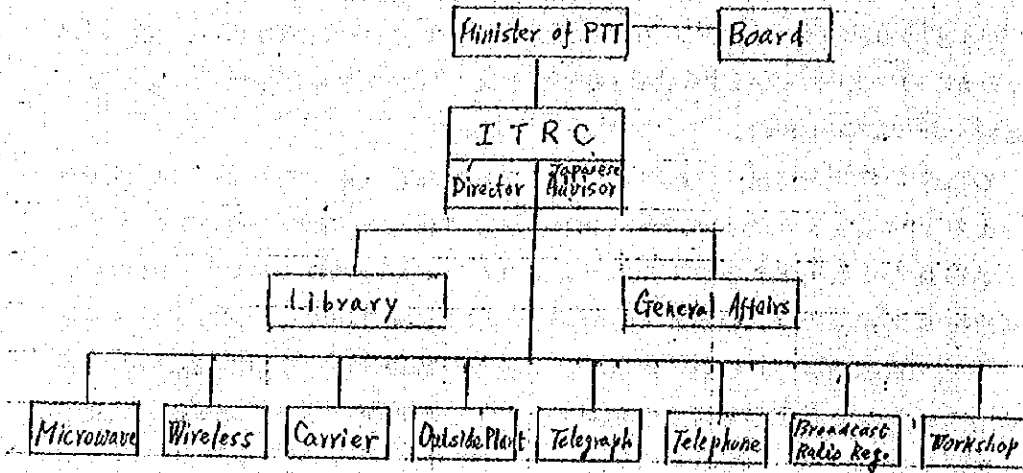 Minister of PTT
Board
I T R C
Director
Japanese
Advisor
Library
General Affairs
Microwave
Wireless
Carrier
Outside Plant
Telegraph
Telephone
Broadcast
Radio Reg.
Workshop